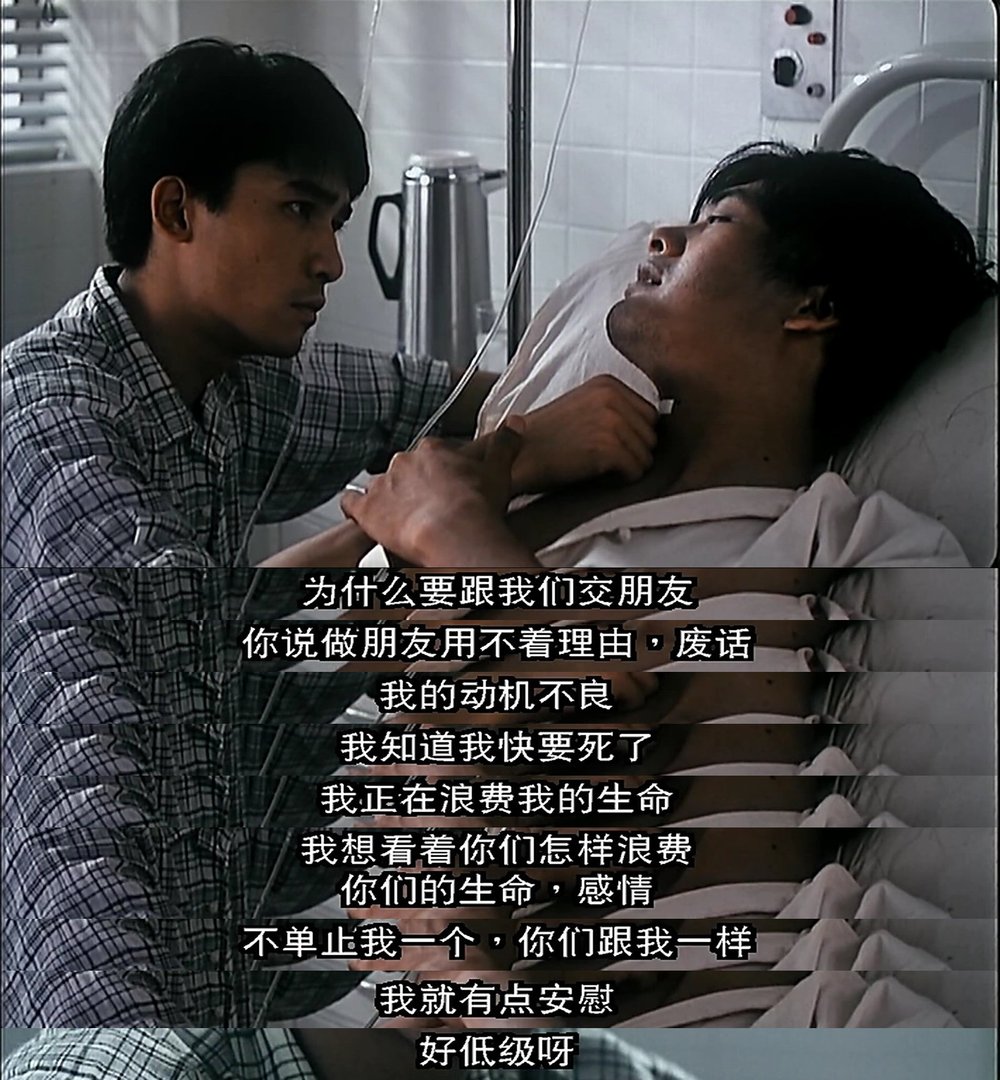 为什么要跟我们交朋友
你说做朋友用不着理由，废话
我的动机不良
我知道我快要死了
我正在浪费我的生命
我想看着你们怎样浪费
你们的生命，感情
不单止我一个，你们跟我一样
我就有点安慰
好低级呀